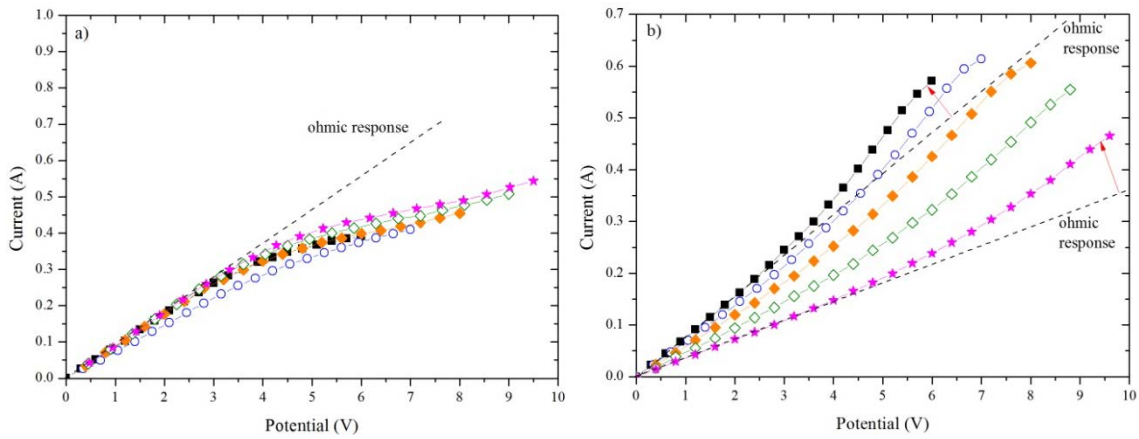 a)
ohmic response
Current (A)
1.0
0.9
0.8
0.7
0.6
0.5
0.4
0.3
0.2
0.1
0.0
0 1 2 3 4 5 6 7 8 9 10
Potential (V)
b)
ohmic
response
ohmic
response
Current (A)
0.7
0.6
0.5
0.4
0.3
0.2
0.1
0.0
0 1 2 3 4 5 6 7 8 9 10
Potential (V)